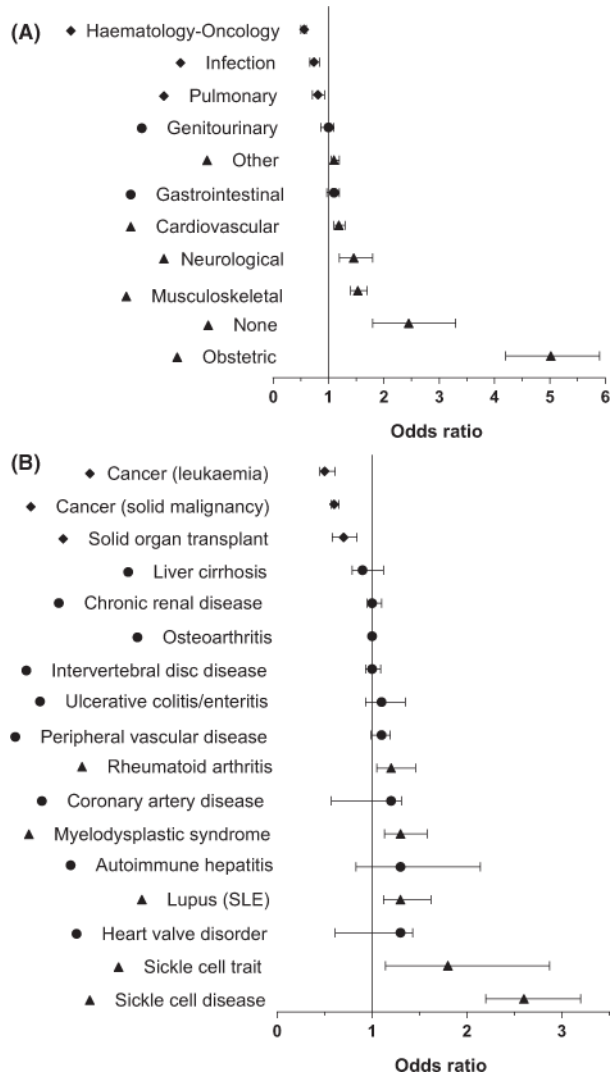 (A)
Haematology-Oncology
Infection
Pulmonary
Genitourinary
Other
Gastrointestinal
Cardiovascular
Neurological
Musculoskeletal
None
Obstetric
0 1 2 3 4 5 6
Odds ratio
(B)
Cancer (leukaemia)
Cancer (solid malignancy)
Solid organ transplant
Liver cirrhosis
Chronic renal disease
Osteoarthritis
Intervertebral disc disease
Ulcerative colitis/enteritis
Peripheral vascular disease
Rheumatoid arthritis
Coronary artery disease
Myelodysplastic syndrome
Autoimmune hepatitis
Lupus (SLE)
Heart valve disorder
Sickle cell trait
Sickle cell disease
0 1 2 3
Odds ratio